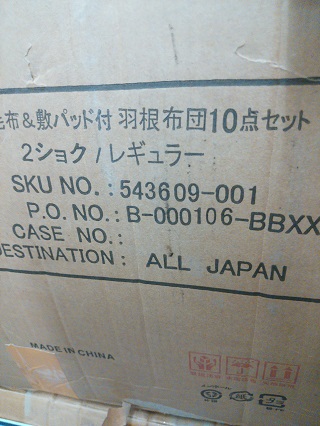 毛布&敷パッド付 羽根布団10点セット
2ショク/レギュラー
SKU NO.: 543609-001
P.O. NO.: B-000106-BBXX
CASE NO.:
DESTINATION: ALL JAPAN
MADE IN CHINA